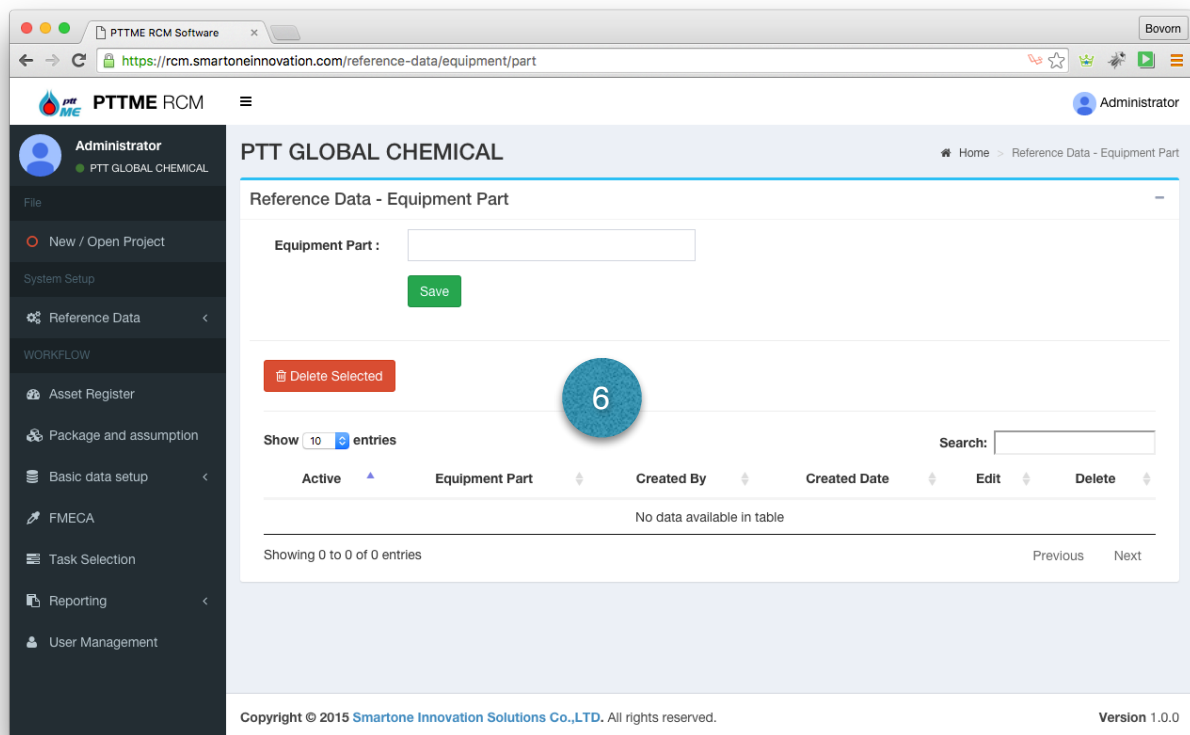 PTTME RCM Software
Bovorn
https://rcm.smartoneinnovation.com/reference-data/equipment/part
ptt ME PTTME RCM
Administrator
Administrator
PTT GLOBAL CHEMICAL
File
New / Open Project
System Setup
Reference Data
WORKFLOW
Asset Register
Package and assumption
Basic data setup
FMECA
Task Selection
Reporting
User Management
PTT GLOBAL CHEMICAL
Home > Reference Data - Equipment Part
Reference Data - Equipment Part
Equipment Part :
Save
Delete Selected
6
Show 10 entries
Search:
Active Equipment Part Created By Created Date Edit Delete
No data available in table
Showing 0 to 0 of 0 entries
Previous Next
Copyright © 2015 Smartone Innovation Solutions Co.,LTD. All rights reserved.
Version 1.0.0